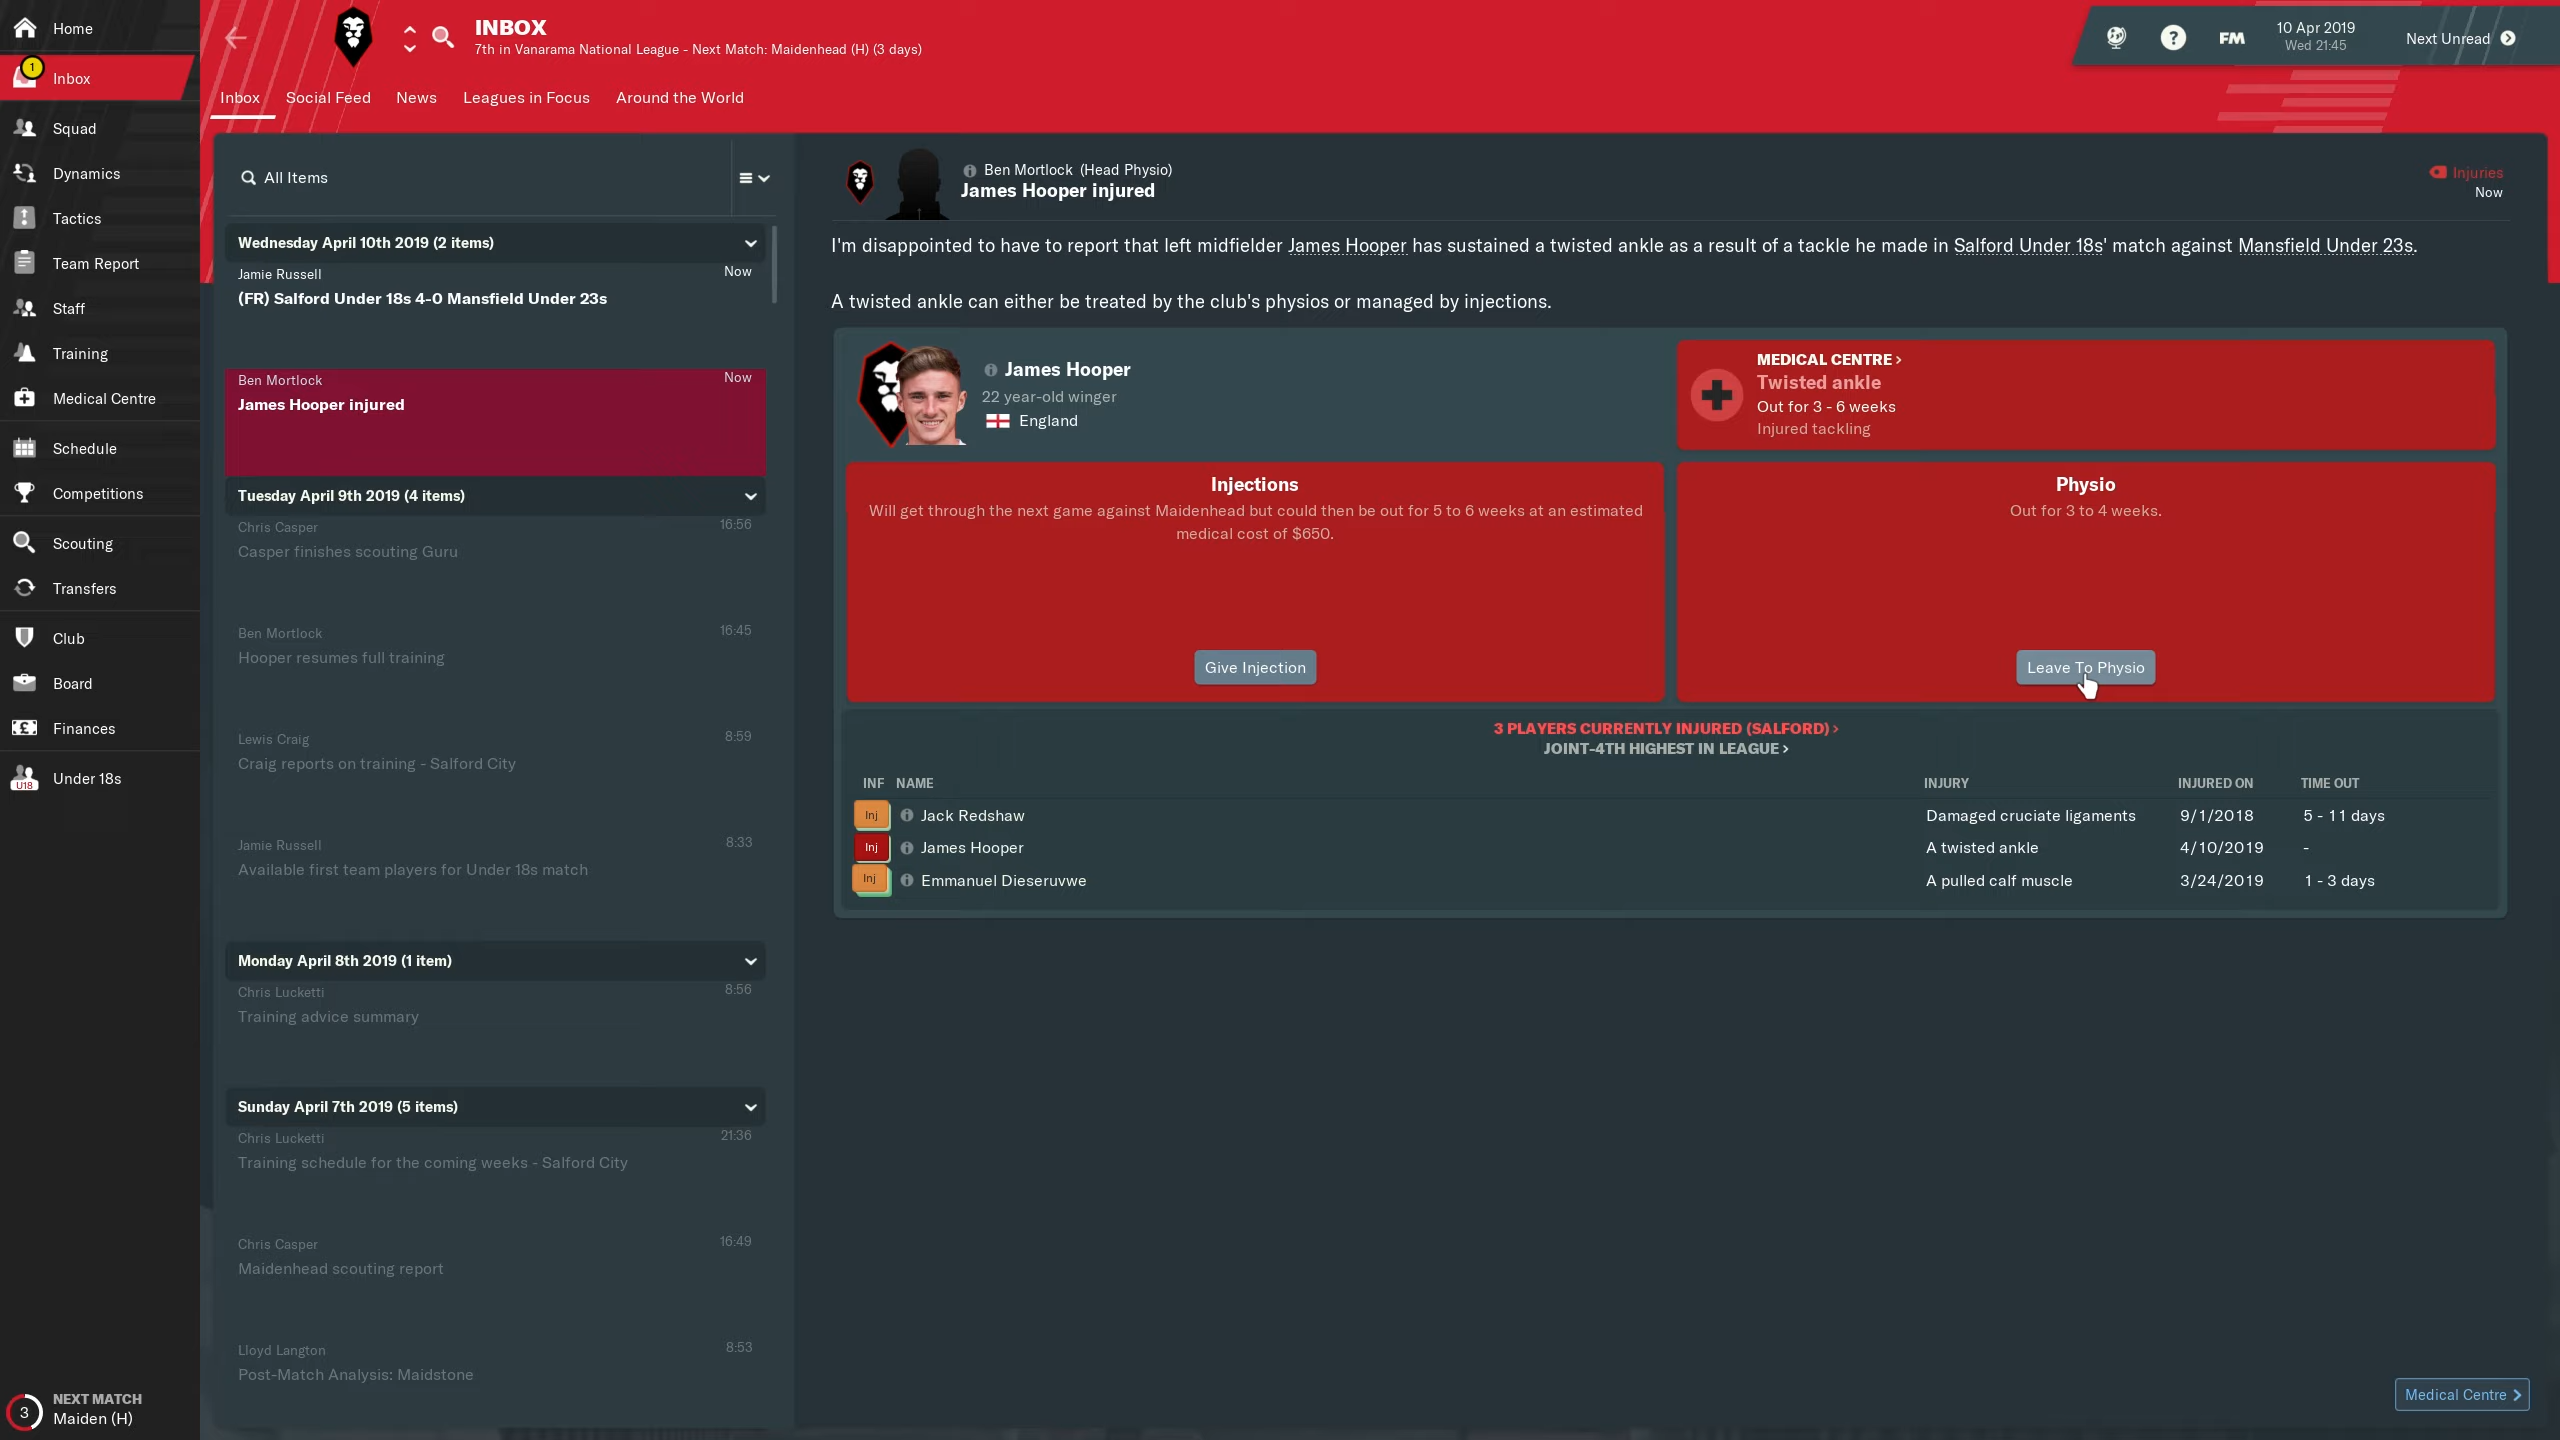 Home
1
Inbox
Squad
Dynamics
Tactics
Team Report
Staff
Training
Medical Centre
Schedule
Competitions
Scouting
Transfers
Club
Board
Finances
U18
Under 18s
NEXT MATCH
3
Maiden (H)
INBOX
7th in Vanarama National League - Next Match: Maidenhead (H) (3 days)
?
FM
10 Apr 2019
Wed 21:45
Next Unread
Inbox
Social Feed
News
Leagues in Focus
Around the World
All Items
Wednesday April 10th 2019 (2 items)
Jamie Russell
Now
(FR) Salford Under 18s 4-0 Mansfield Under 23s
Ben Mortlock
Now
James Hooper injured
Tuesday April 9th 2019 (4 items)
Chris Casper
16:56
Casper finishes scouting Guru
Ben Mortlock
16:45
Hooper resumes full training
Lewis Craig
8:59
Craig reports on training - Salford City
Jamie Russell
8:33
Available first team players for Under 18s match
Monday April 8th 2019 (1 item)
Chris Lucketti
8:56
Training advice summary
Sunday April 7th 2019 (5 items)
Chris Lucketti
21:36
Training schedule for the coming weeks - Salford City
Chris Casper
16:49
Maidenhead scouting report
Lloyd Langton
8:53
Post-Match Analysis: Maidstone
Ben Mortlock (Head Physio)
James Hooper injured
Injuries
Now
I'm disappointed to have to report that left midfielder James Hooper has sustained a twisted ankle as a result of a tackle he made in Salford Under 18s' match against Mansfield Under 23s.
A twisted ankle can either be treated by the club's physios or managed by injections.
James Hooper
22 year-old winger
England
MEDICAL CENTRE >
Twisted ankle
Out for 3 - 6 weeks
Injured tackling
Injections
Will get through the next game against Maidenhead but could then be out for 5 to 6 weeks at an estimated
medical cost of $650.
Give Injection
Physio
Out for 3 to 4 weeks.
Leave To Physio
3 PLAYERS CURRENTLY INJURED (SALFORD) >
JOINT-4TH HIGHEST IN LEAGUE >
INF NAME INJURY INJURED ON TIME OUT
Inj Jack Redshaw Damaged cruciate ligaments 9/1/2018 5 - 11 days
Inj James Hooper A twisted ankle 4/10/2019 -
Inj Emmanuel Dieseruvwe A pulled calf muscle 3/24/2019 1 - 3 days
Medical Centre >